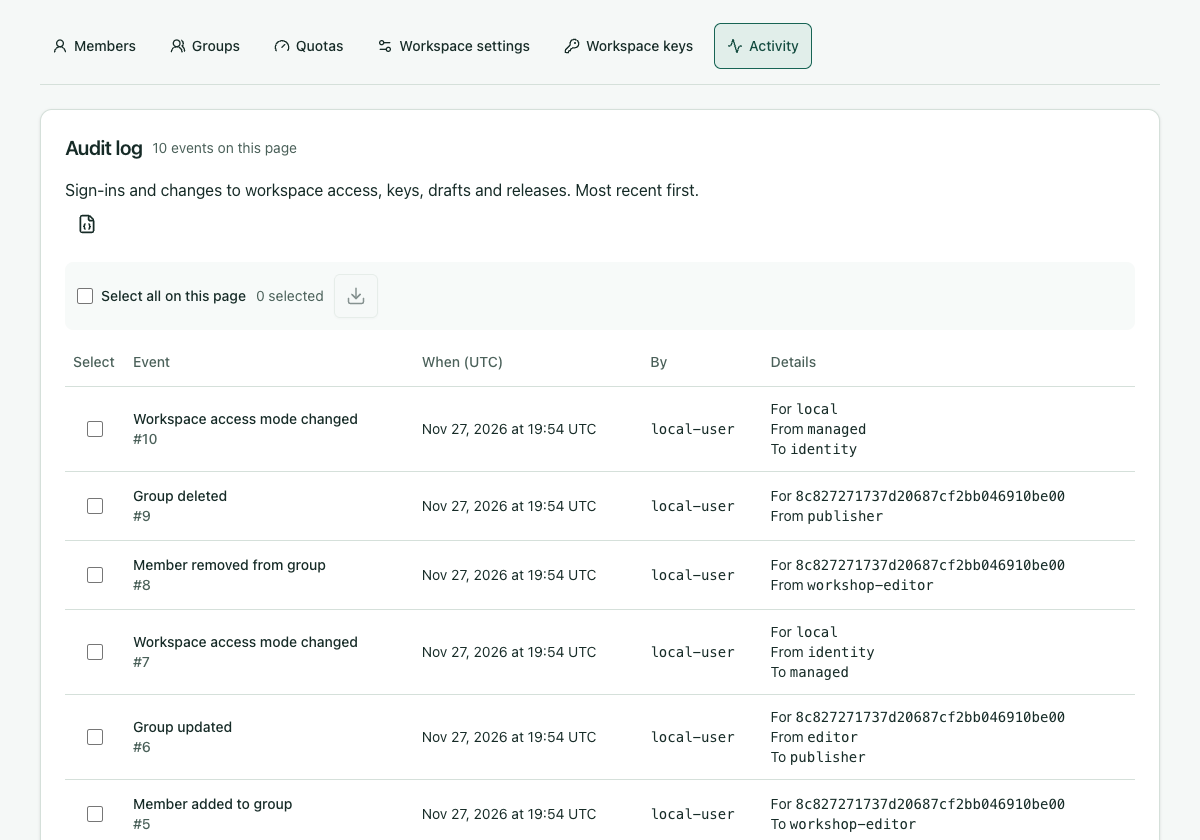 Members Groups Quotas Workspace settings Workspace keys Activity
Audit log 10 events on this page
Sign-ins and changes to workspace access, keys, drafts and releases. Most recent first.
Select all on this page 0 selected
Select Event When (UTC) By Details
Workspace access mode changed
#10
Nov 27, 2026 at 19:54 UTC
local-user
For local
From managed
To identity
Group deleted
#9
Nov 27, 2026 at 19:54 UTC
local-user
For 8c827271737d20687cf2bb046910be00
From publisher
Member removed from group
#8
Nov 27, 2026 at 19:54 UTC
local-user
For 8c827271737d20687cf2bb046910be00
From workshop-editor
Workspace access mode changed
#7
Nov 27, 2026 at 19:54 UTC
local-user
For local
From identity
To managed
Group updated
#6
Nov 27, 2026 at 19:54 UTC
local-user
For 8c827271737d20687cf2bb046910be00
From editor
To publisher
Member added to group
#5
Nov 27, 2026 at 19:54 UTC
local-user
For 8c827271737d20687cf2bb046910be00
To workshop-editor